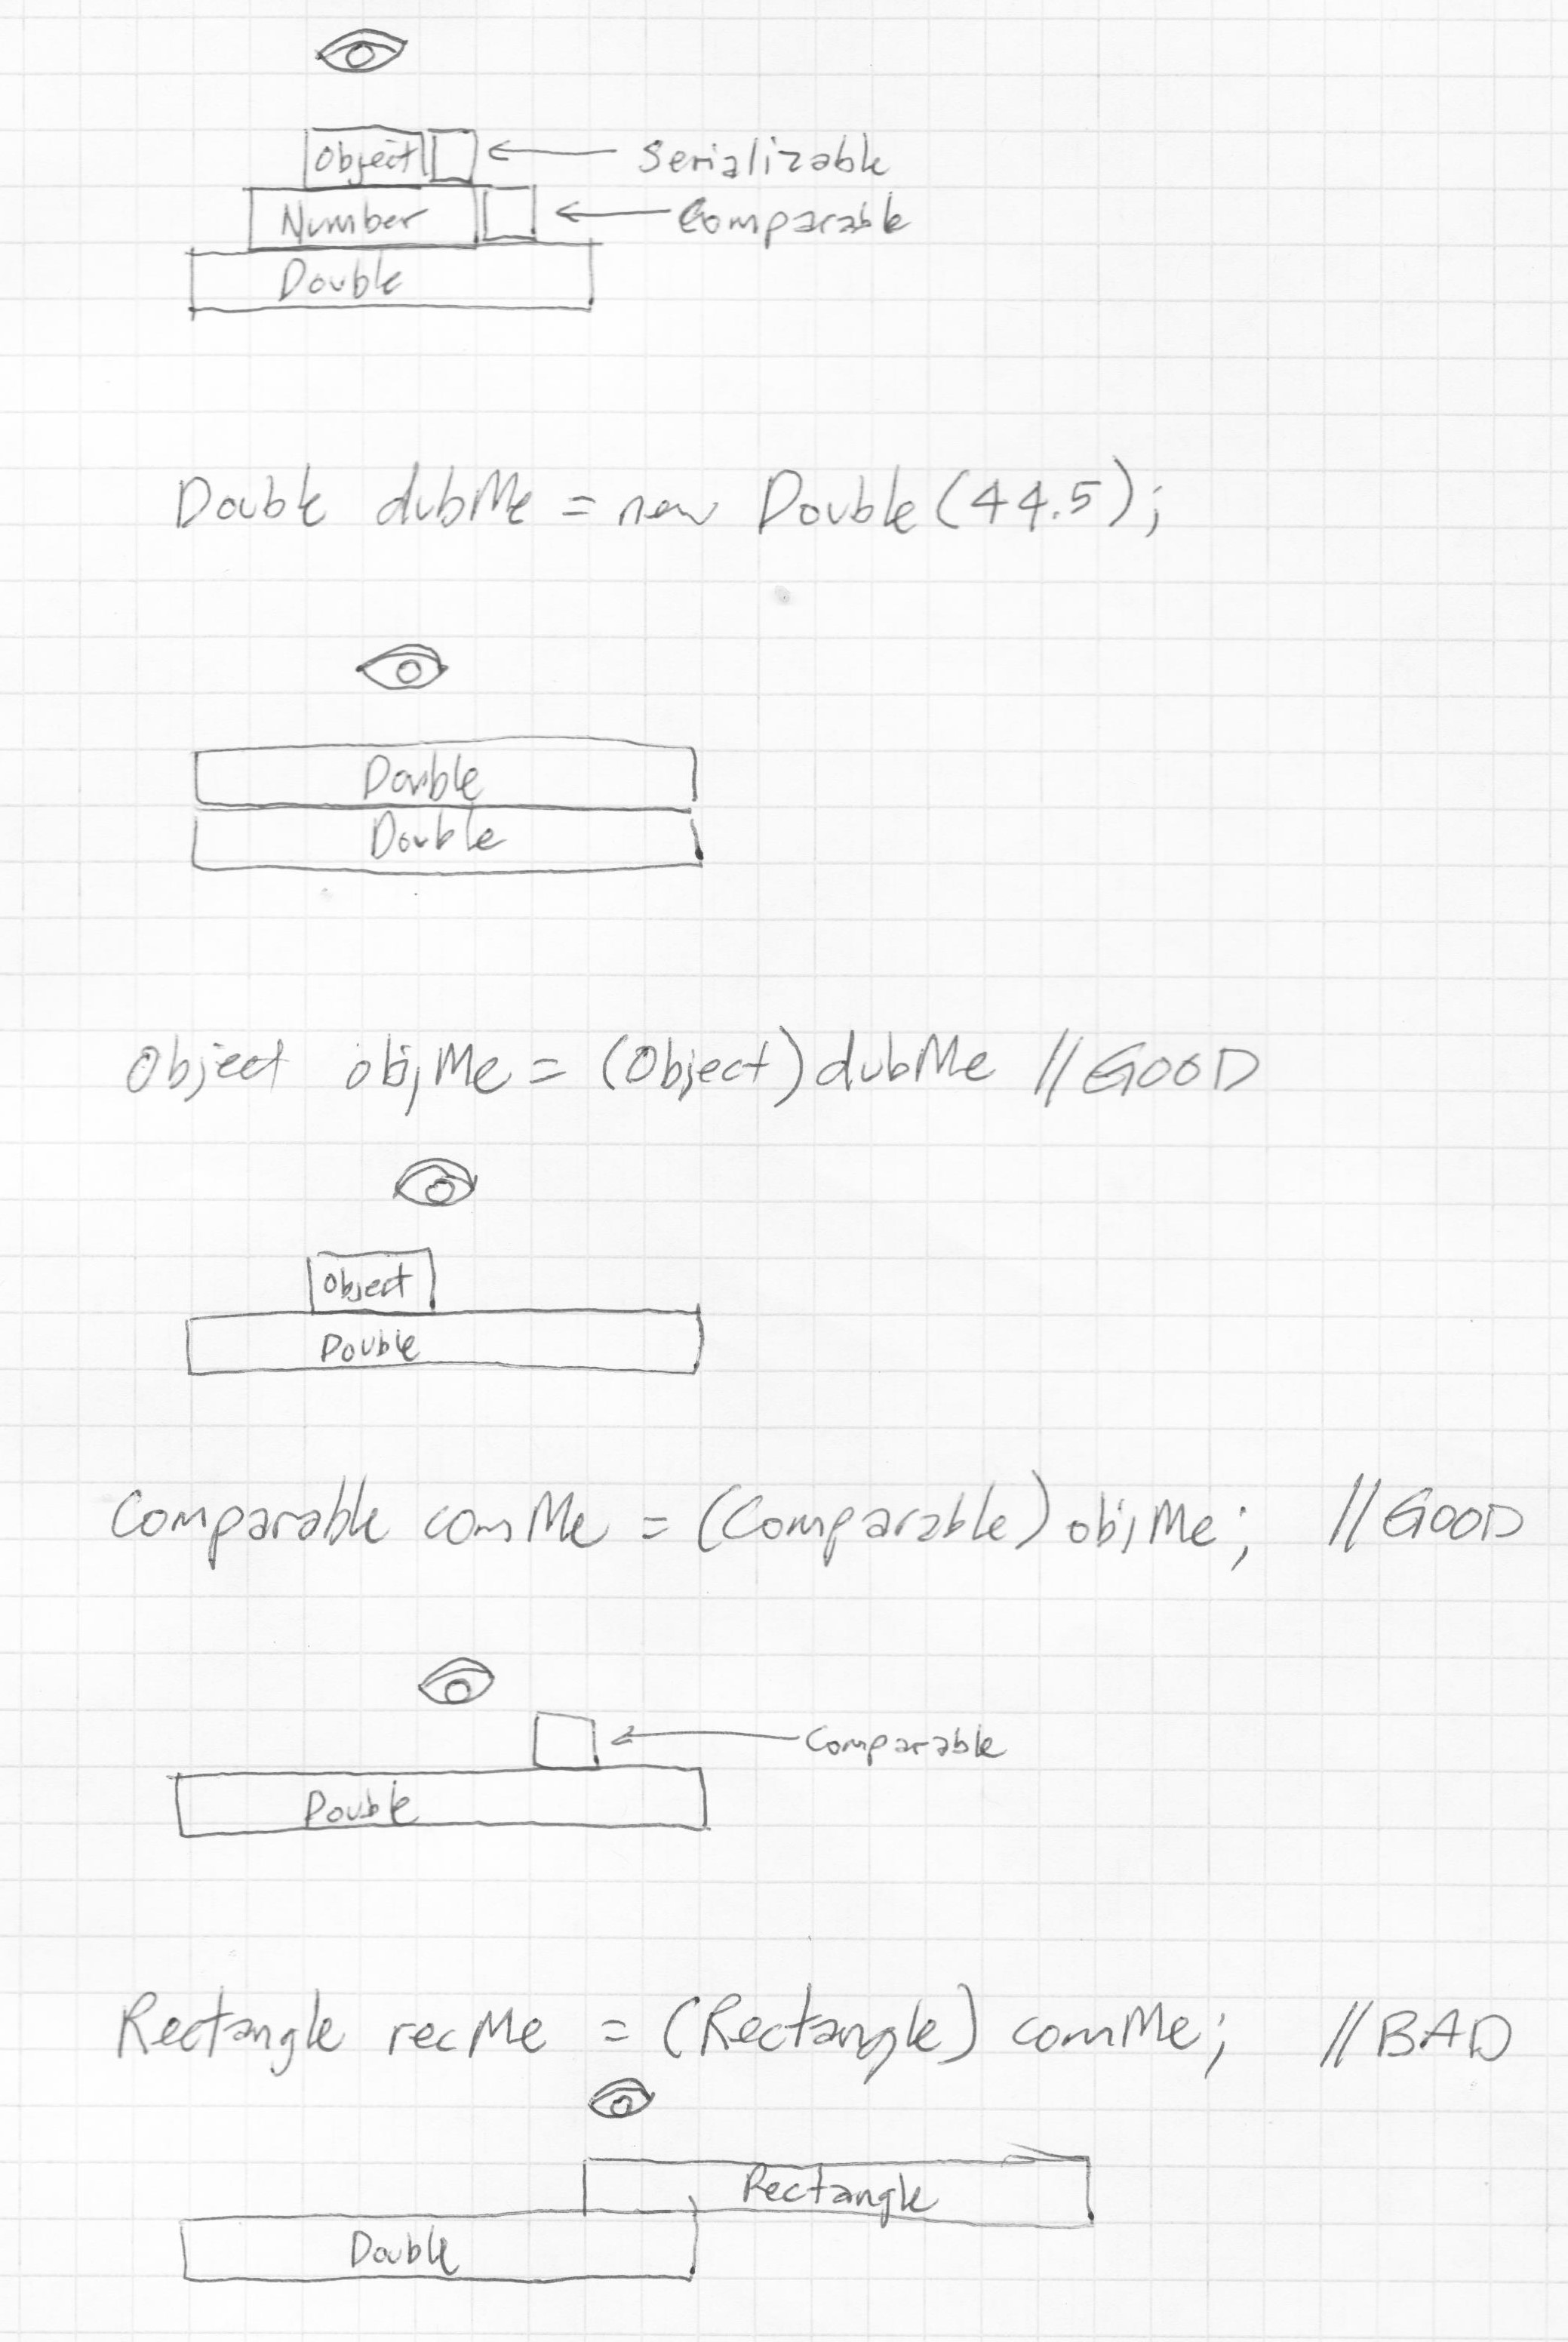 Object ← Serializable
Number ← Comparable
Double
Double dubMe = new Double(44.5);
Double
Double
Object objMe = (Object) dubMe //GOOD
Object
Double
Comparable comMe = (Comparable) objMe; //GOOD
← Comparable
Double
Rectangle recMe = (Rectangle) comMe; //BAD
Rectangle
Double